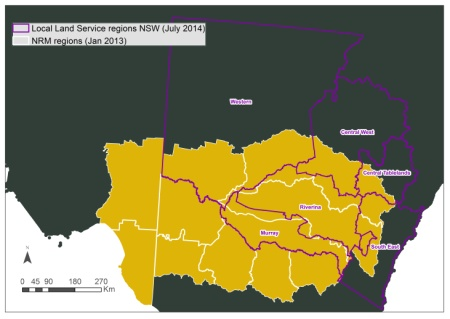 Local Land Service regions NSW (July 2014)
NRM regions (Jan 2013)
Western
Central West
Central Tablelands
Riverina
Murray
South East
N
0 45 90 180 270
Km